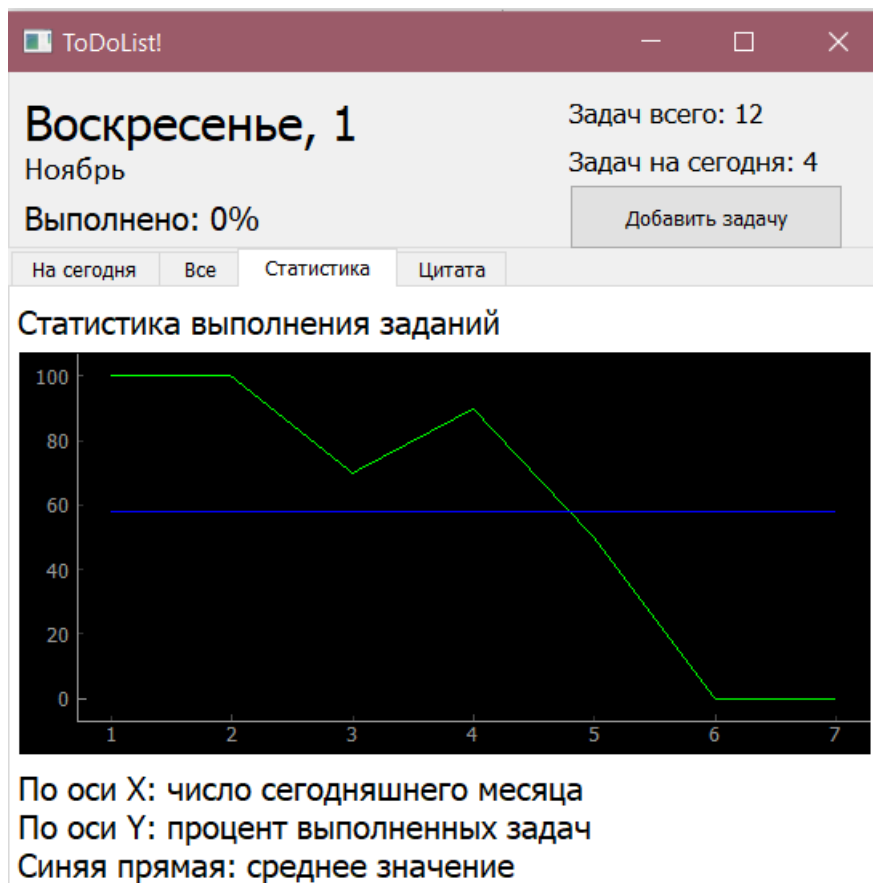 ToDoList!
Воскресенье, 1
Задач всего: 12
Ноябрь
Задач на сегодня: 4
Выполнено: 0%
Добавить задачу
На сегодня Все Статистика Цитата
Статистика выполнения заданий
100
80
60
40
20
0
1 2 3 4 5 6 7
По оси X: число сегодняшнего месяца
По оси Y: процент выполненных задач
Синяя прямая: среднее значение